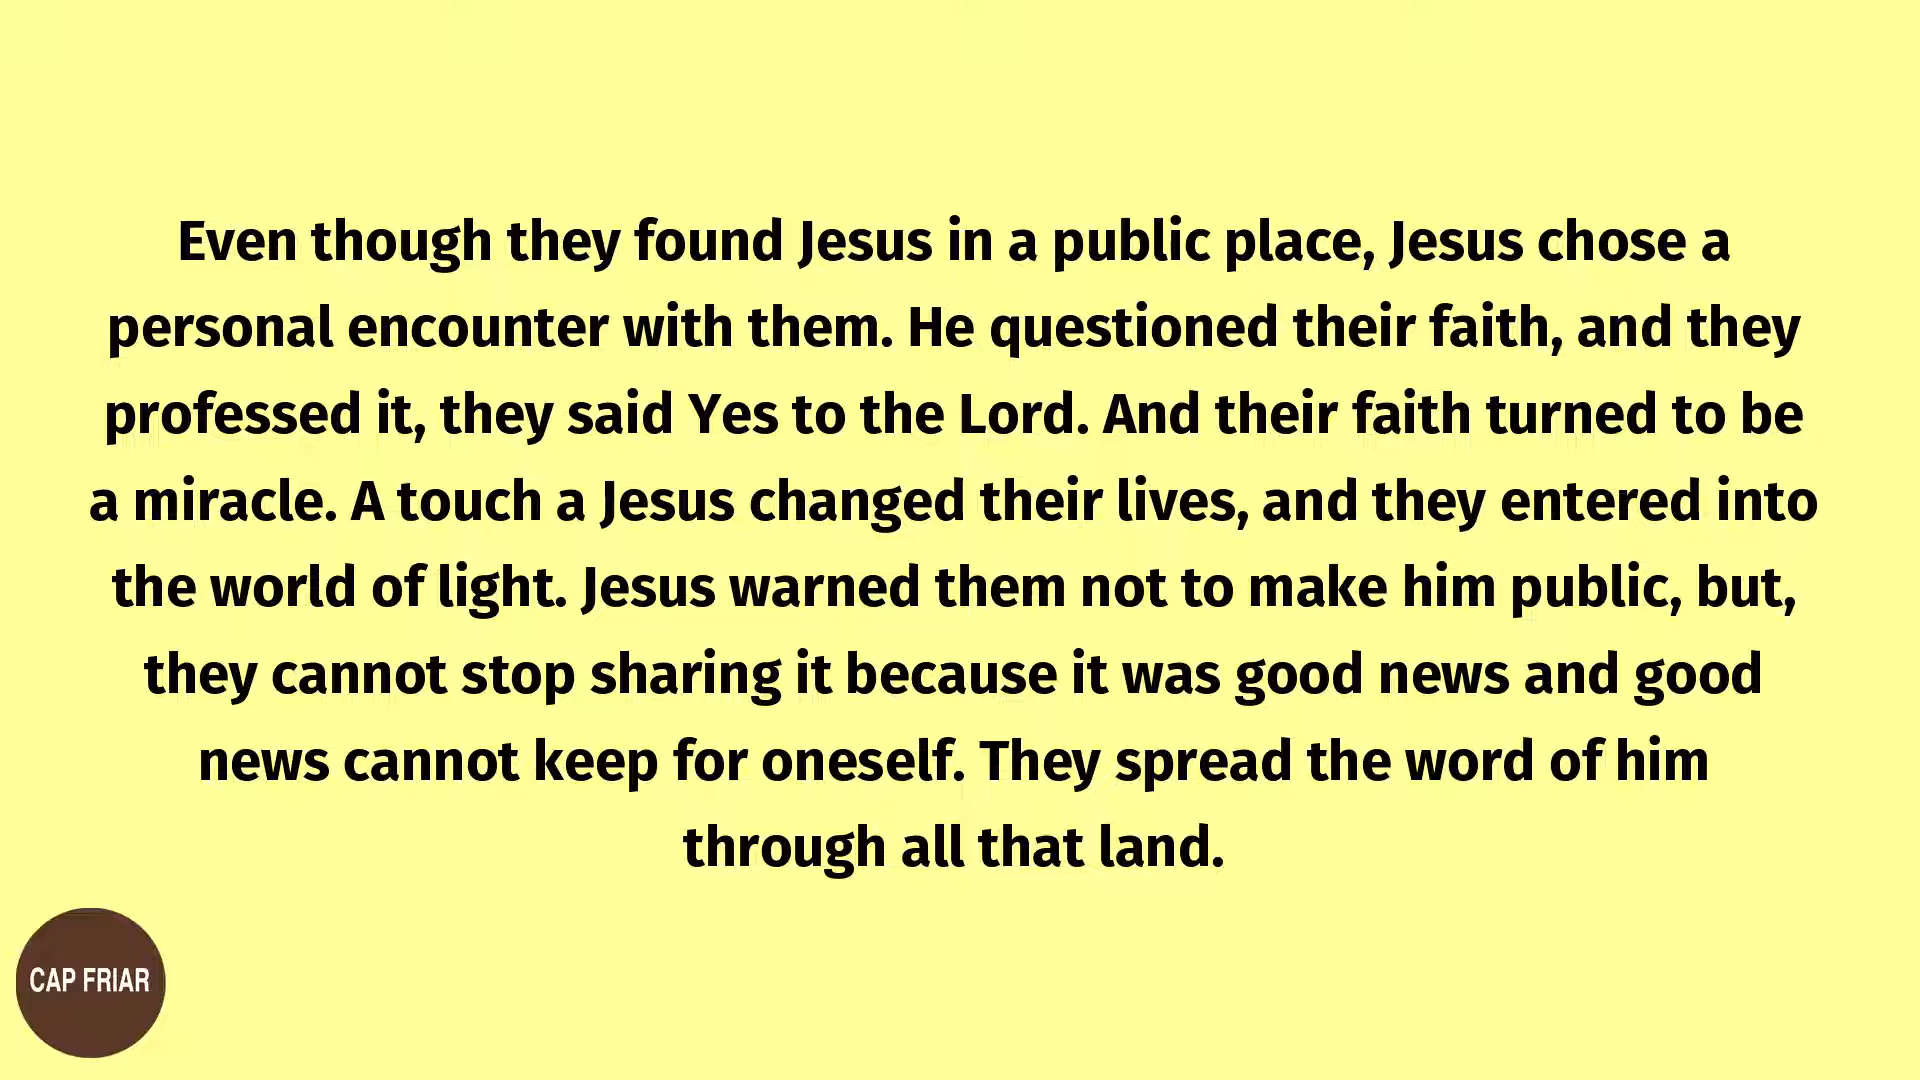 Even though they found Jesus in a public place, Jesus chose a
personal encounter with them. He questioned their faith, and they
professed it, they said Yes to the Lord. And their faith turned to be
a miracle. A touch a Jesus changed their lives, and they entered into
the world of light. Jesus warned them not to make him public, but,
they cannot stop sharing it because it was good news and good
news cannot keep for oneself. They spread the word of him
through all that land.
CAP FRIAR